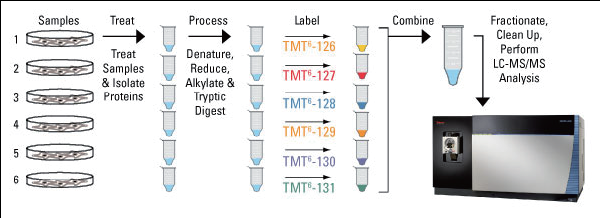 Samples
Treat
Process
Label
Combine
Fractionate,
Clean Up,
Perform
LC-MS/MS
Analysis
Treat
Samples
& Isolate
Proteins
Denature,
Reduce,
Alkylate &
Tryptic
Digest
1
2
3
4
5
6
TMT⁶-126
TMT⁶-127
TMT⁶-128
TMT⁶-129
TMT⁶-130
TMT⁶-131